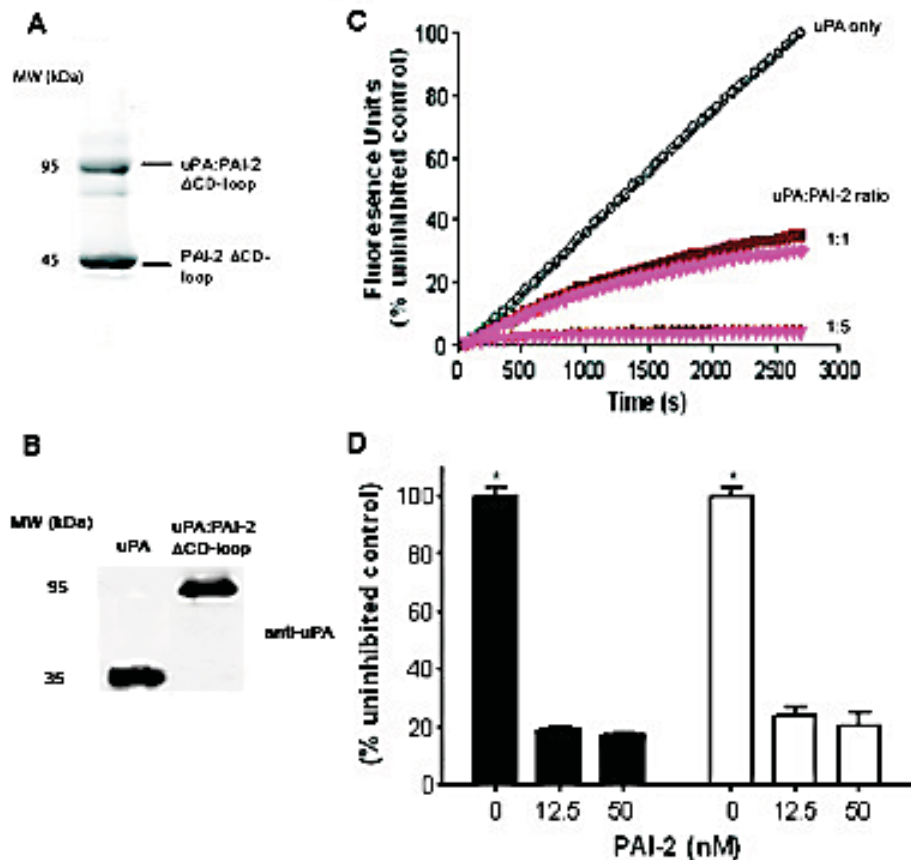 A
MW (kDa)
95
uPA:PAI-2
ΔCD-loop
45
PAI-2 ΔCD-
loop
B
MW (kDa)
uPA
uPA:PAI-2
ΔCD-loop
95
35
anti-uPA
C
Fluoresence Units
(% uninhibited control)
100
80
60
40
20
0
0 500 1000 1500 2000 2500 3000
Time (s)
uPA only
uPA:PAI-2 ratio
1:1
1:5
D
(% uninhibited control)
100
80
60
40
20
0
* *
0 12.5 50 0 12.5 50
PAI-2 (nM)